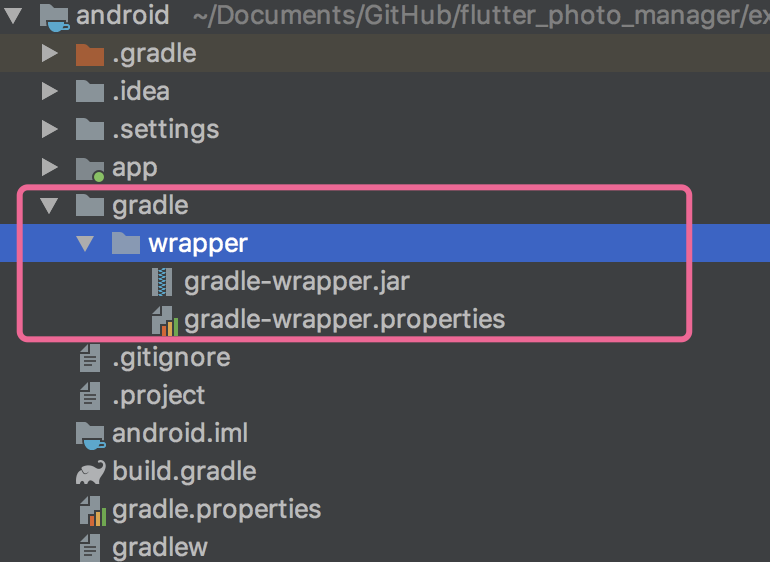 android ~/Documents/GitHub/flutter_photo_manager/ex
.gradle
.idea
.settings
app
gradle
wrapper
gradle-wrapper.jar
gradle-wrapper.properties
.gitignore
.project
android.iml
build.gradle
gradle.properties
gradlew